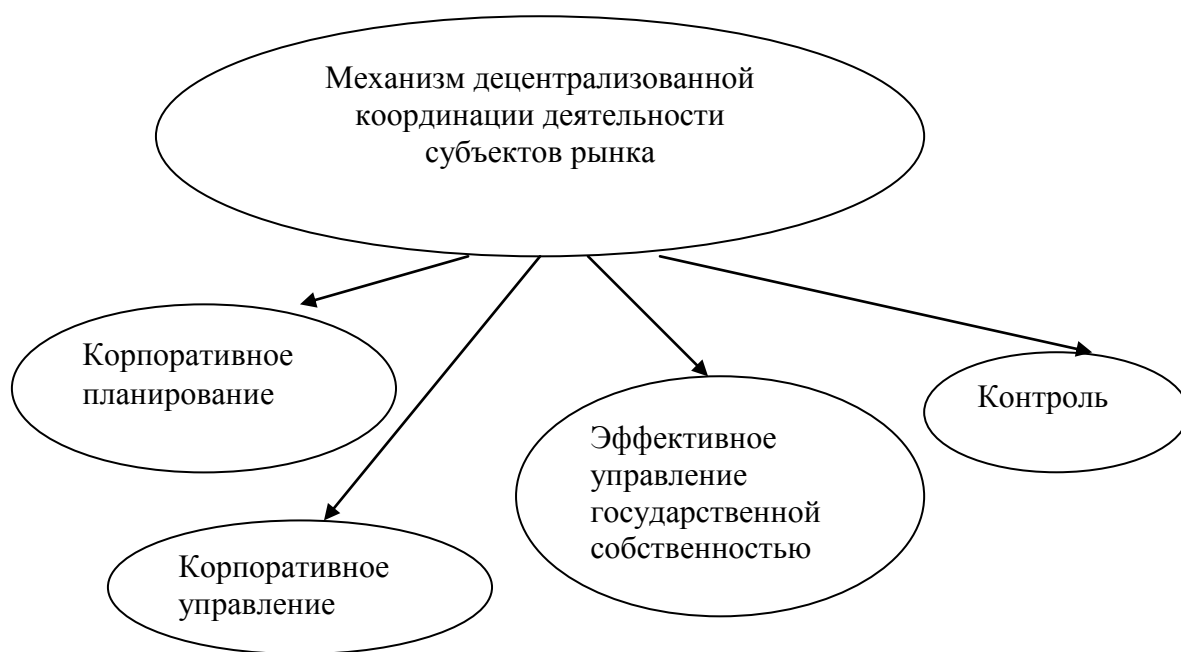 Механизм децентрализованной
координации деятельности
субъектов рынка
Корпоративное
планирование
Контроль
Эффективное
управление
государственной
собственностью
Корпоративное
управление